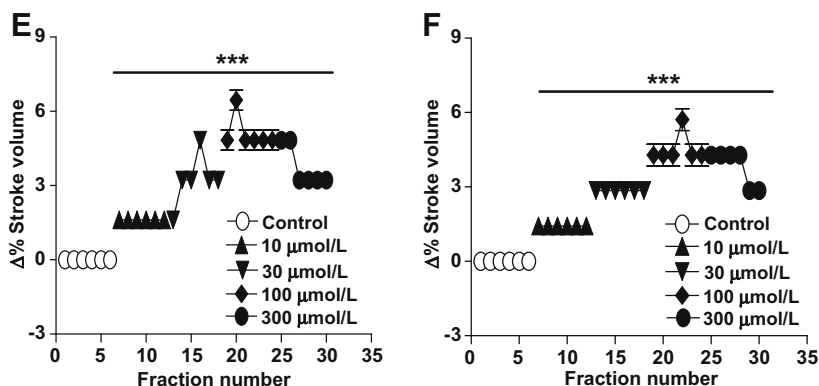 E
9
6
3
0
-3
Δ% Stroke volume
***
Control
10 µmol/L
30 µmol/L
100 µmol/L
300 µmol/L
0 5 10 15 20 25 30 35
Fraction number
F
9
6
3
0
-3
Δ% Stroke volume
***
Control
10 µmol/L
30 µmol/L
100 µmol/L
300 µmol/L
0 5 10 15 20 25 30 35
Fraction number